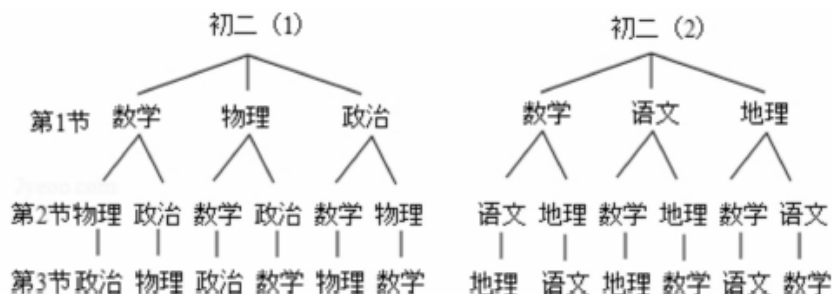 初二（1） 初二（2）
第1节 数学 物理 政治 数学 语文 地理
第2节 物理 政治 数学 政治 数学 物理 语文 地理 数学 地理 数学 语文
第3节 政治 物理 政治 数学 物理 数学 地理 语文 地理 数学 语文 数学